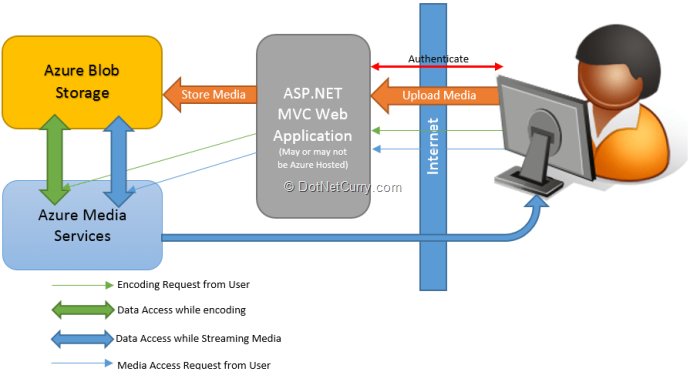 Azure Blob
Storage
Store Media
ASP.NET
MVC Web
Application
(May or may not
be Azure Hosted)
© DotNetCurry.com
Authenticate
Upload Media
Internet
Azure Media
Services
Encoding Request from User
Data Access while encoding
Data Access while Streaming Media
Media Access Request from User